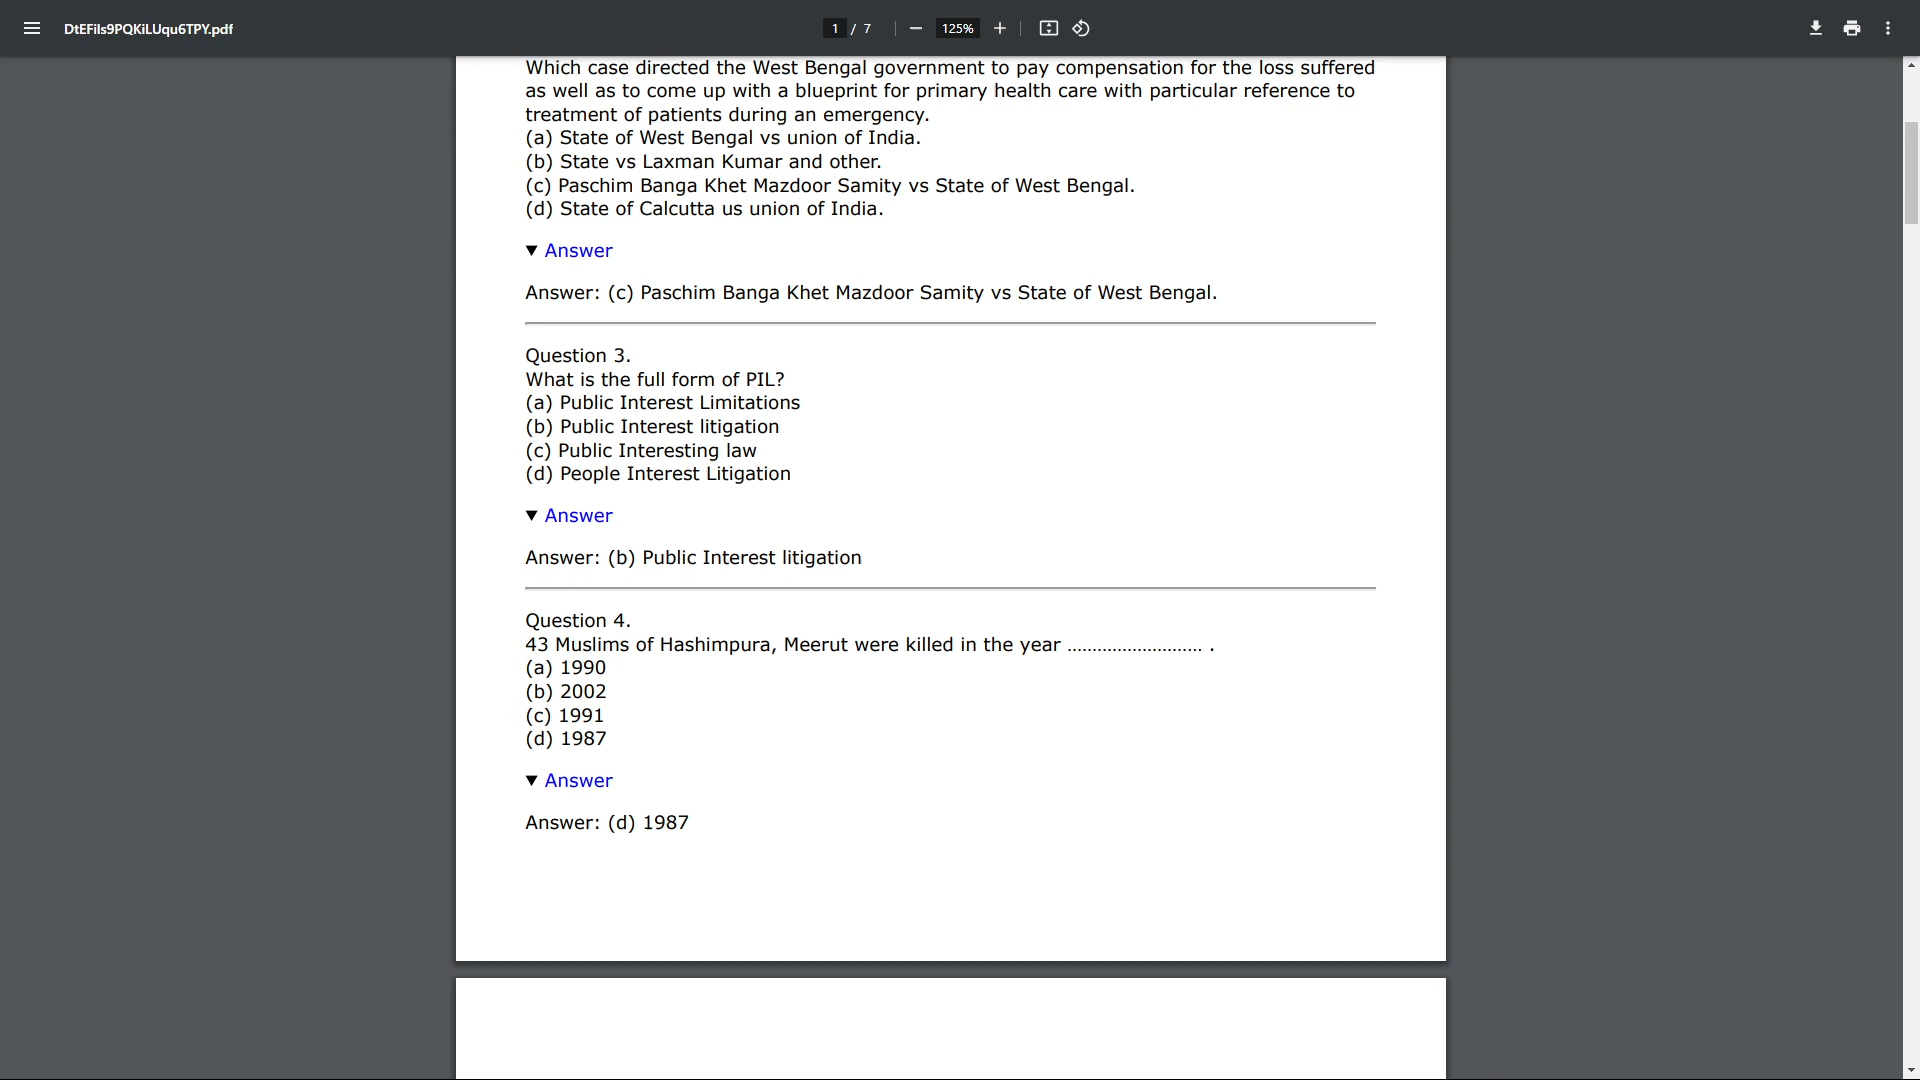 DtEFiIs9PQKiLUqu6TPY.pdf
1 / 7
125%
Which case directed the West Bengal government to pay compensation for the loss suffered
as well as to come up with a blueprint for primary health care with particular reference to
treatment of patients during an emergency.
(a) State of West Bengal vs union of India.
(b) State vs Laxman Kumar and other.
(c) Paschim Banga Khet Mazdoor Samity vs State of West Bengal.
(d) State of Calcutta us union of India.
▼ Answer
Answer: (c) Paschim Banga Khet Mazdoor Samity vs State of West Bengal.
Question 3.
What is the full form of PIL?
(a) Public Interest Limitations
(b) Public Interest litigation
(c) Public Interesting law
(d) People Interest Litigation
▼ Answer
Answer: (b) Public Interest litigation
Question 4.
43 Muslims of Hashimpura, Meerut were killed in the year ........................... .
(a) 1990
(b) 2002
(c) 1991
(d) 1987
▼ Answer
Answer: (d) 1987